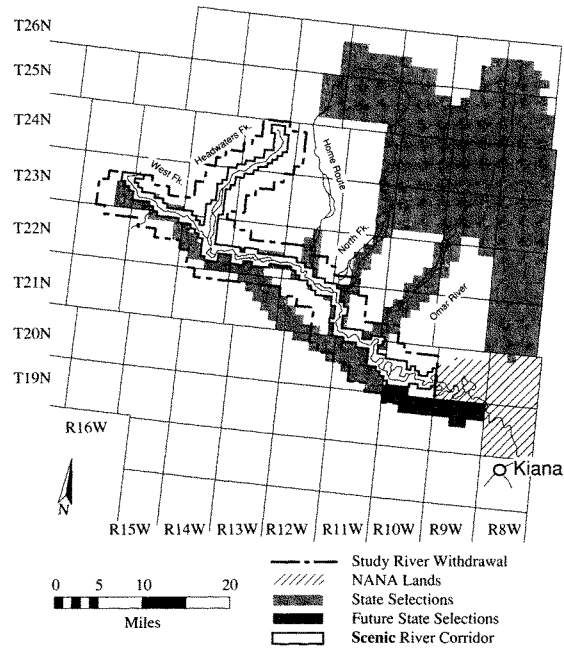 T26N
T25N
T24N
T23N
T22N
T21N
T20N
T19N
West Fk.
Headwaters Fk.
Home Route
North Fk.
Omar River
R16W
Kiana
N
R15W R14W R13W R12W R11W R10W R9W R8W
0 5 10 20
Miles
Study River Withdrawal
NANA Lands
State Selections
Future State Selections
Scenic River Corridor